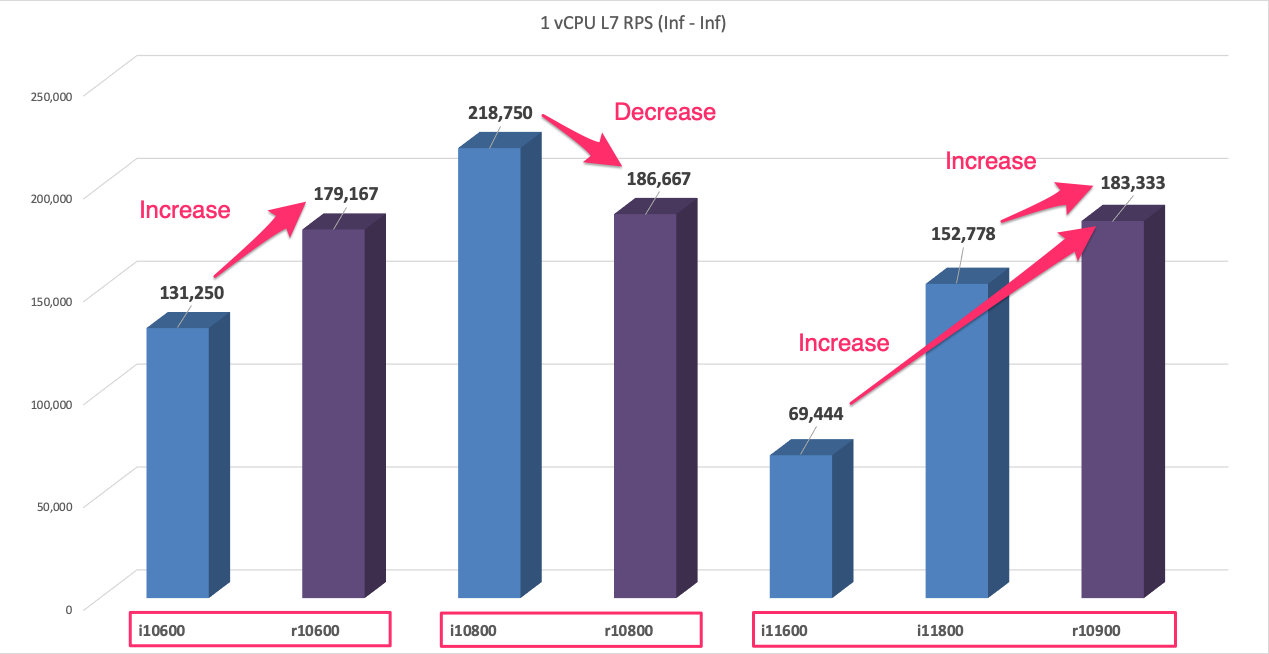 1 vCPU L7 RPS (Inf - Inf)
250,000
200,000
150,000
100,000
50,000
0
131,250
Increase
179,167
218,750
Decrease
186,667
69,444
Increase
152,778
Increase
183,333
i10600
r10600
i10800
r10800
i11600
i11800
r10900